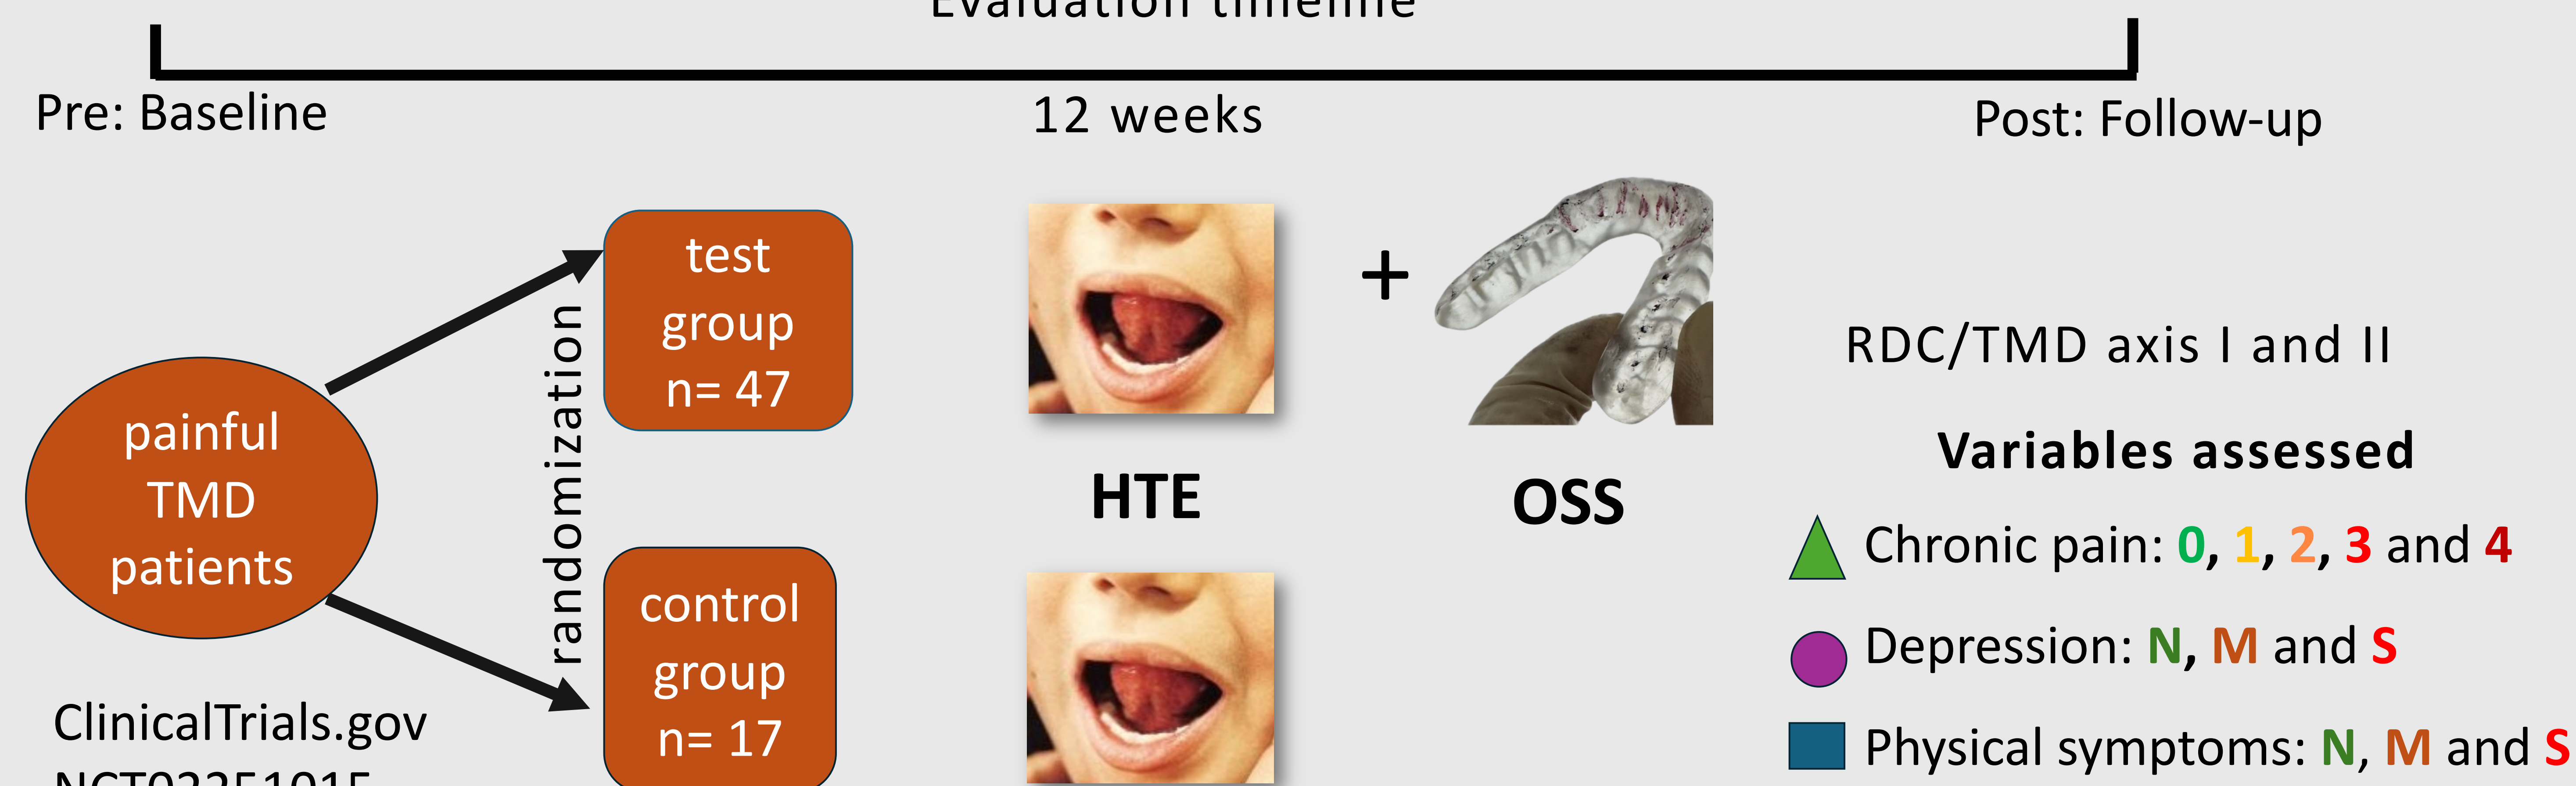 Evaluation timeline
Pre: Baseline
12 weeks
Post: Follow-up
painful
TMD
patients
randomization
test
group
n= 47
control
group
n= 17
HTE
+
OSS
RDC/TMD axis I and II
Variables assessed
Chronic pain: 0, 1, 2, 3 and 4
Depression: N, M and S
Physical symptoms: N, M and S
ClinicalTrials.gov